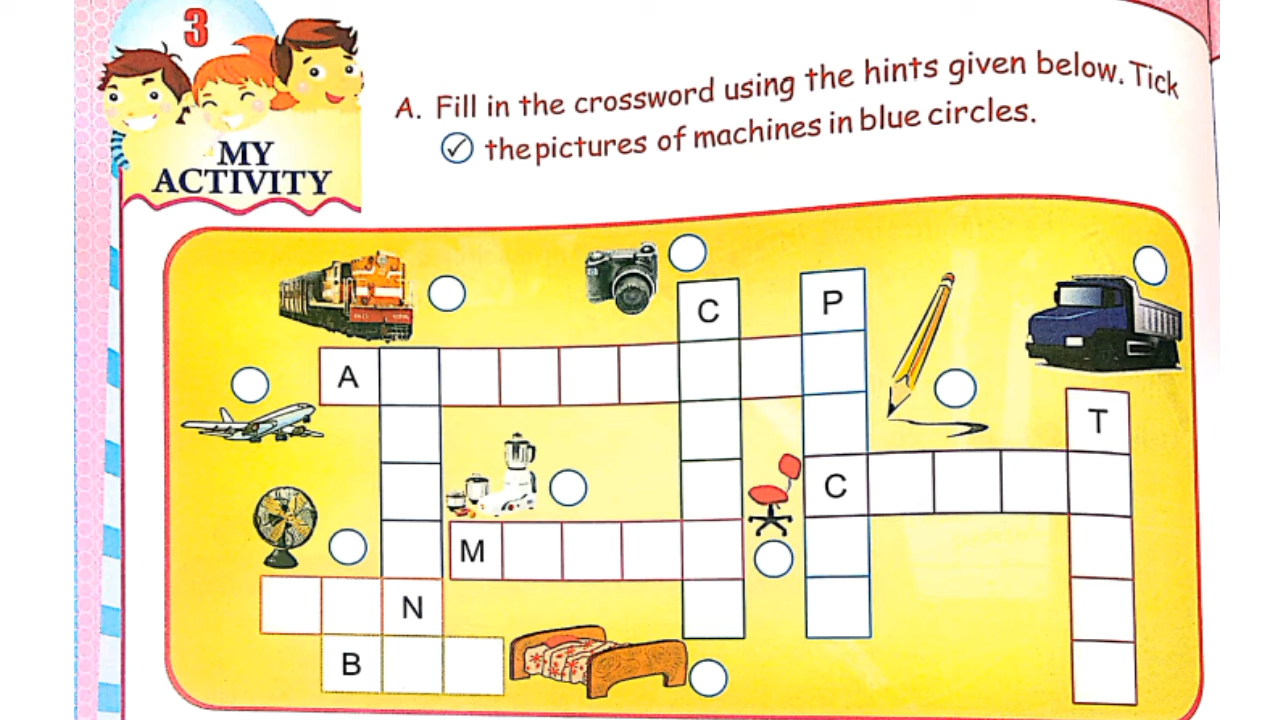 3
MY
ACTIVITY
A. Fill in the crossword using the hints given below. Tick
✓ the pictures of machines in blue circles.
C
P
A
T
C
M
N
B